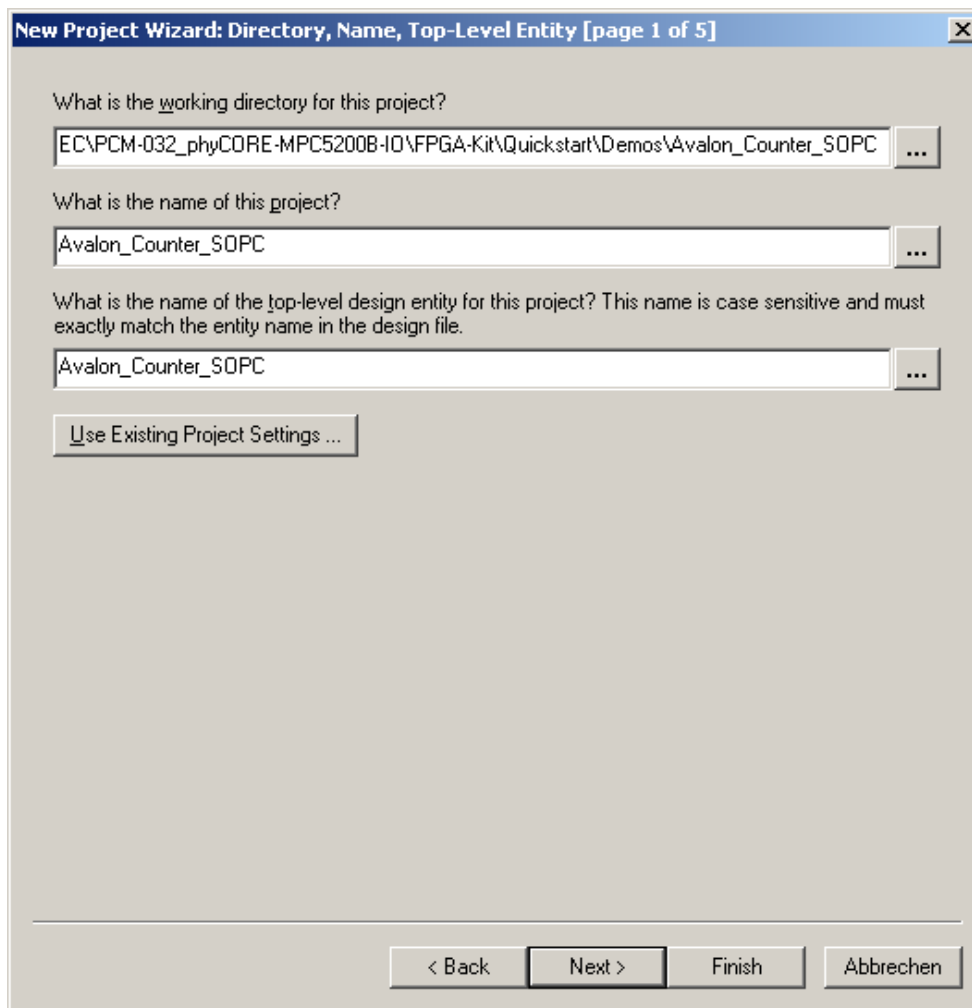 New Project Wizard: Directory, Name, Top-Level Entity [page 1 of 5]
What is the working directory for this project?
EC\PCM-032_phyCORE-MPC5200B-IO\FPGA-Kit\Quickstart\Demos\Avalon_Counter_SOPC
...
What is the name of this project?
Avalon_Counter_SOPC
...
What is the name of the top-level design entity for this project? This name is case sensitive and must
exactly match the entity name in the design file.
Avalon_Counter_SOPC
...
Use Existing Project Settings ...
< Back
Next >
Finish
Abbrechen